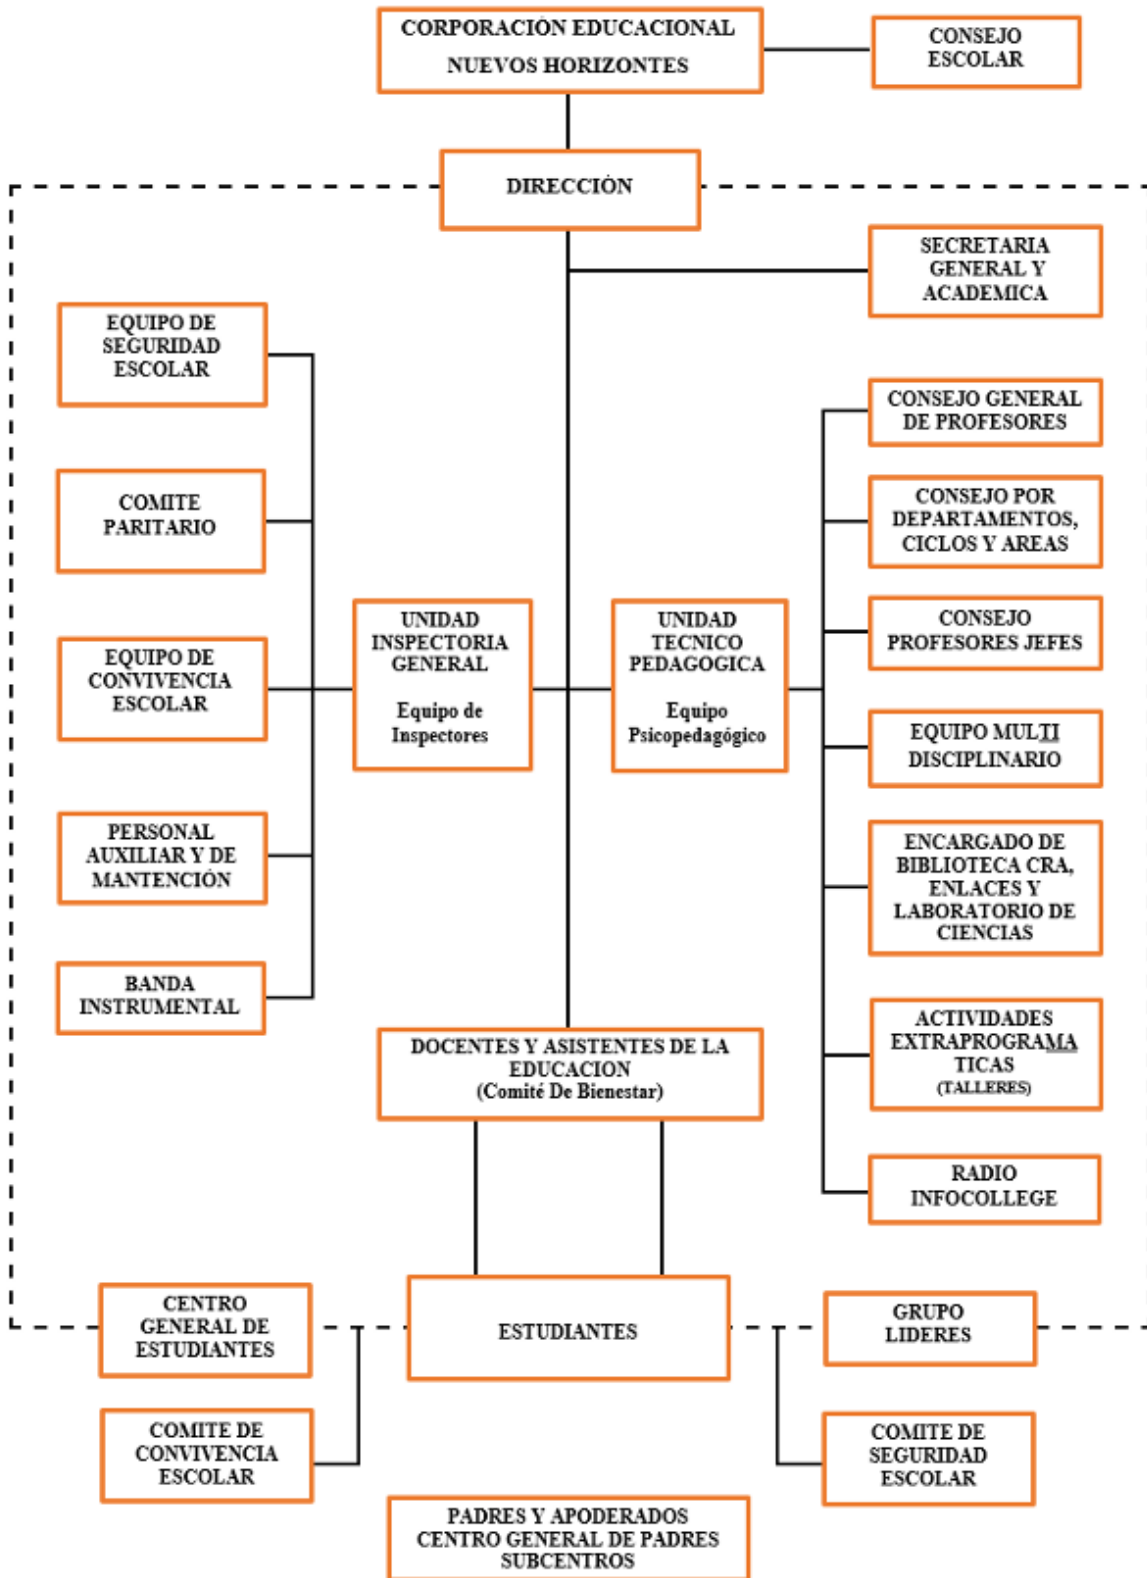 CORPORACIÓN EDUCACIONAL
NUEVOS HORIZONTES
CONSEJO
ESCOLAR
DIRECCIÓN
SECRETARIA
GENERAL Y
ACADEMICA
EQUIPO DE
SEGURIDAD
ESCOLAR
COMITE
PARITARIO
EQUIPO DE
CONVIVENCIA
ESCOLAR
PERSONAL
AUXILIAR Y DE
MANTENCIÓN
BANDA
INSTRUMENTAL
UNIDAD
INSPECTORIA
GENERAL
Equipo de
Inspectores
UNIDAD
TECNICO
PEDAGOGICA
Equipo
Psicopedagógico
CONSEJO GENERAL
DE PROFESORES
CONSEJO POR
DEPARTAMENTOS,
CICLOS Y AREAS
CONSEJO
PROFESORES JEFES
EQUIPO MULTI
DISCIPLINARIO
ENCARGADO DE
BIBLIOTECA CRA,
ENLACES Y
LABORATORIO DE
CIENCIAS
ACTIVIDADES
EXTRAPROGRAMA
TICAS
(TALLERES)
RADIO
INFOCOLLEGE
DOCENTES Y ASISTENTES DE LA
EDUCACION
(Comité De Bienestar)
CENTRO
GENERAL DE
ESTUDIANTES
ESTUDIANTES
GRUPO
LIDERES
COMITE DE
CONVIVENCIA
ESCOLAR
COMITE DE
SEGURIDAD
ESCOLAR
PADRES Y APODERADOS
CENTRO GENERAL DE PADRES
SUBCENTROS